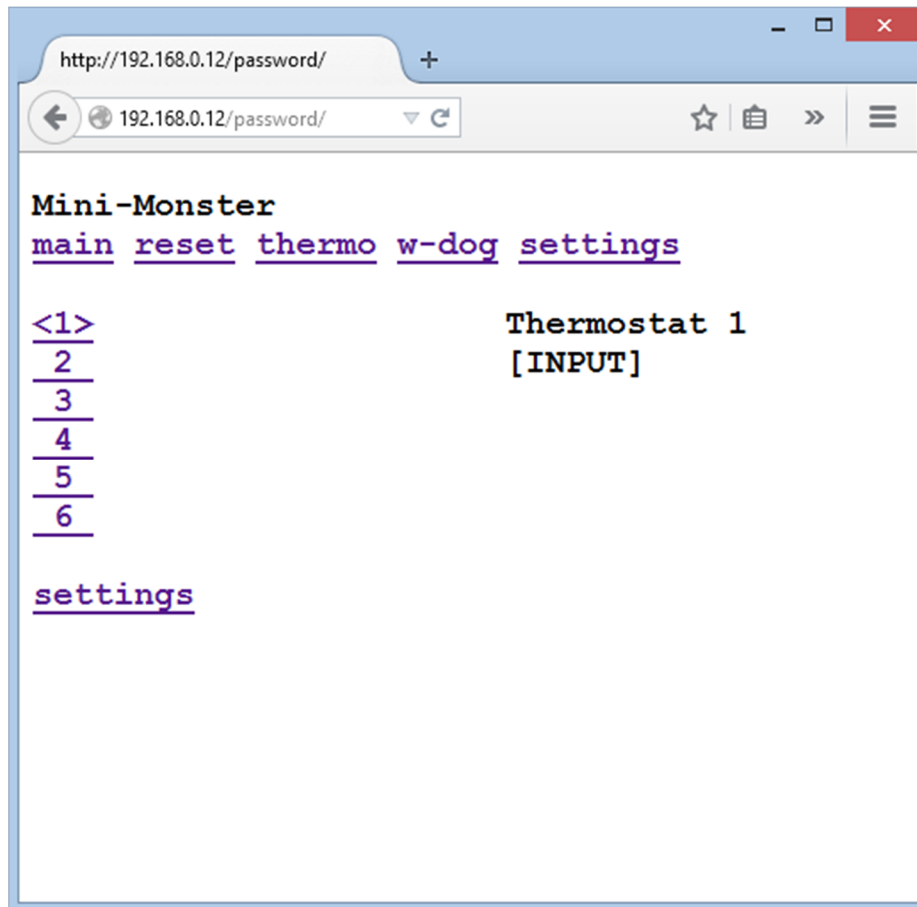 http://192.168.0.12/password/
192.168.0.12/password/
Mini-Monster
main reset thermo w-dog settings
<1> Thermostat 1
2 [INPUT]
3
4
5
6
settings